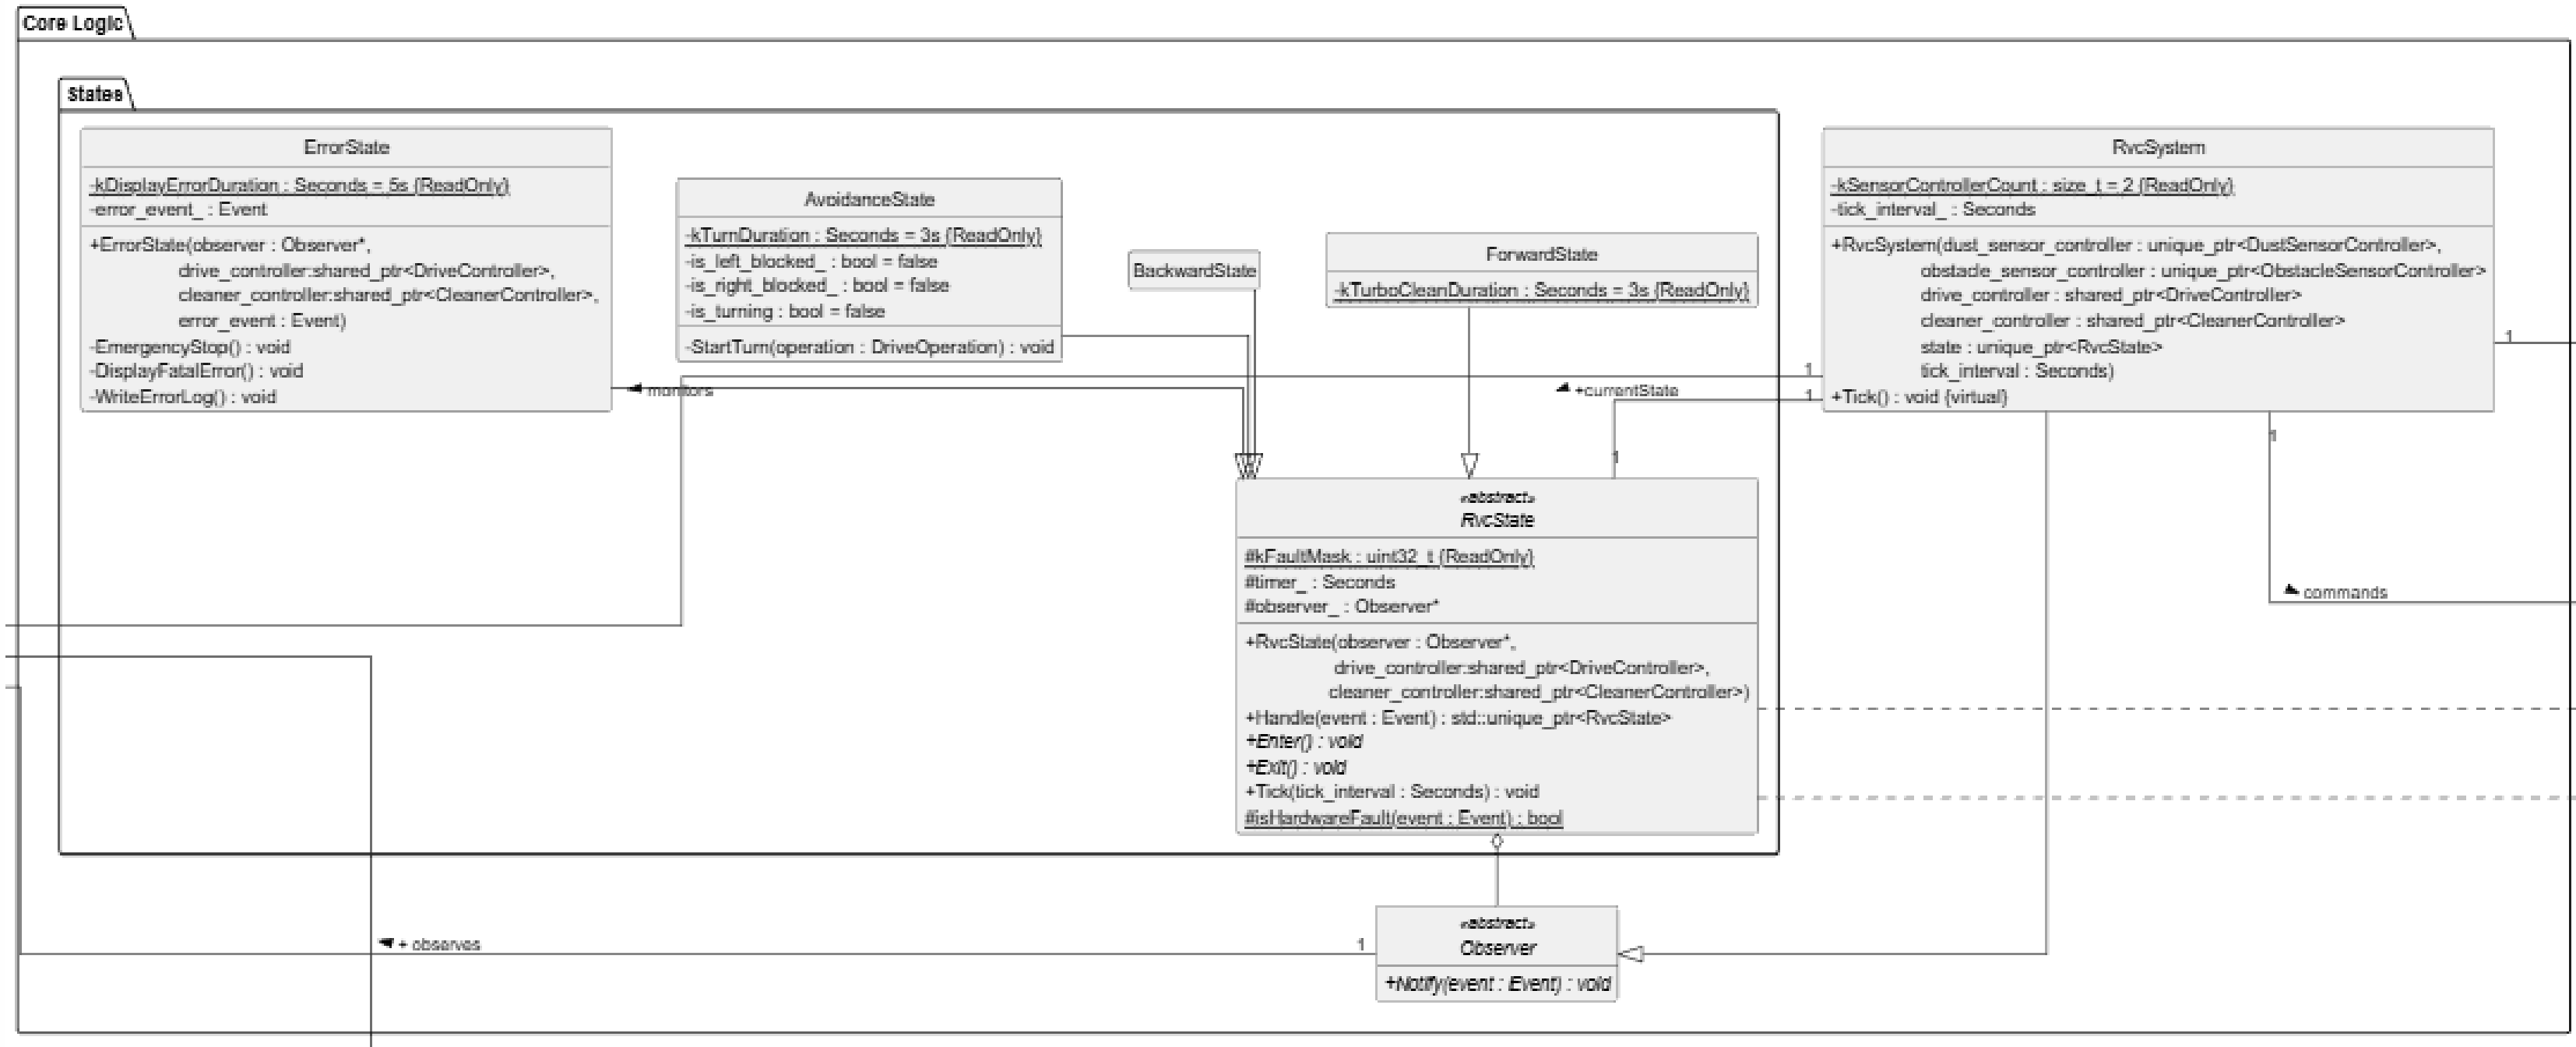 Core Logic
States
ErrorState
-kDisplayErrorDuration : Seconds = 5s {ReadOnly}
-error_event_ : Event
+ErrorState(observer : Observer*,
drive_controller:shared_ptr<DriveController>,
cleaner_controller:shared_ptr<CleanerController>,
error_event : Event)
-EmergencyStop() : void
-DisplayFatalError() : void
-WriteErrorLog() : void
AvoidanceState
-kTurnDuration : Seconds = 3s {ReadOnly}
-is_left_blocked_ : bool = false
-is_right_blocked_ : bool = false
-is_turning : bool = false
-StartTurn(operation : DriveOperation) : void
BackwardState
ForwardState
-kTurboCleanDuration : Seconds = 3s {ReadOnly}
RvcSystem
-kSensorControllerCount : size_t = 2 {ReadOnly}
-tick_interval_ : Seconds
+RvcSystem(dust_sensor_controller : unique_ptr<DustSensorController>,
obstacle_sensor_controller : unique_ptr<ObstacleSensorController>
drive_controller : shared_ptr<DriveController>
cleaner_controller : shared_ptr<CleanerController>
state : unique_ptr<RvcState>
tick_interval : Seconds)
+Tick() : void {virtual}
1
monitors
1
+currentState
1
1
1
commands
«abstract»
RvcState
#kFaultMask : uint32_t {ReadOnly}
#timer_ : Seconds
#observer_ : Observer*
+RvcState(observer : Observer*,
drive_controller:shared_ptr<DriveController>,
cleaner_controller:shared_ptr<CleanerController>)
+Handle(event : Event) : std::unique_ptr<RvcState>
+Enter() : void
+Exit() : void
+Tick(tick_interval : Seconds) : void
#isHardwareFault(event : Event) : bool
+ observes
1
«abstract»
Observer
+Notify(event : Event) : void